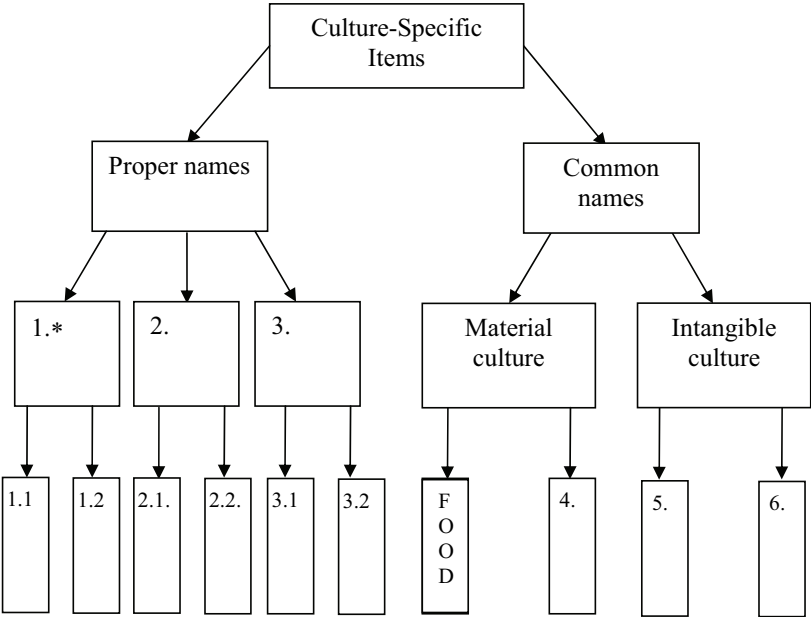 Culture-Specific
Items
Proper names
Common
names
1.*
2.
3.
Material
culture
Intangible
culture
1.1
1.2
2.1.
2.2.
3.1
3.2
F
O
O
D
4.
5.
6.